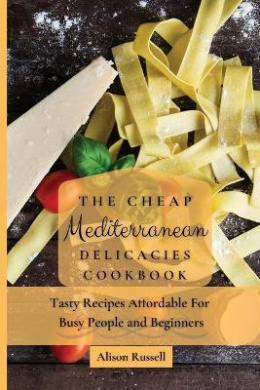 THE CHEAP
Mediterranean
DELICACIES
COOKBOOK
Tasty Recipes Affordable For
Busy People and Beginners
Alison Russell